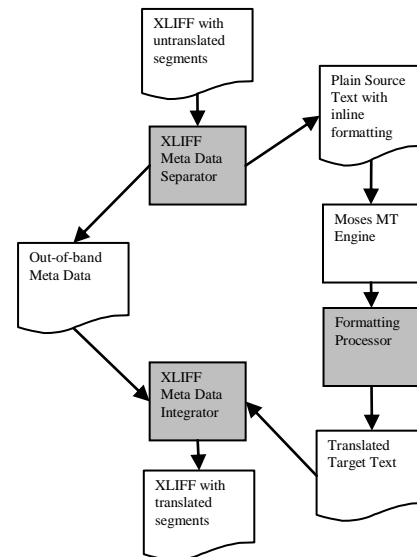 XLIFF with
untranslated
segments
Plain Source
Text with
inline
formatting
XLIFF
Meta Data
Separator
Moses MT
Engine
Out-of-band
Meta Data
Formatting
Processor
XLIFF
Meta Data
Integrator
Translated
Target Text
XLIFF with
translated
segments